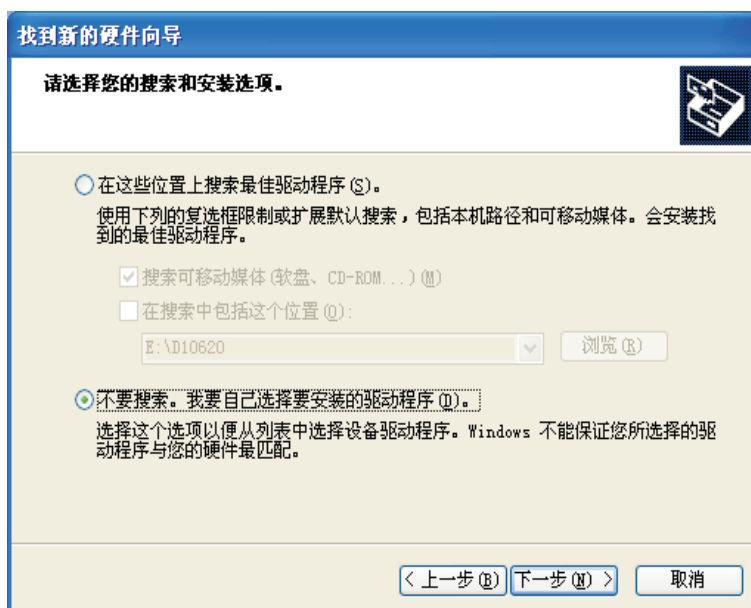 找到新的硬件向导
请选择您的搜索和安装选项。
在这些位置上搜索最佳驱动程序(S)。
使用下列的复选框限制或扩展默认搜索，包括本机路径和可移动媒体。会安装找
到的最佳驱动程序。
搜索可移动媒体(软盘、CD-ROM...)(M)
在搜索中包括这个位置(O):
E:\D10620
浏览(R)
不要搜索。我要自己选择要安装的驱动程序(D)。
选择这个选项以便从列表中选择设备驱动程序。Windows 不能保证您所选择的驱
动程序与您的硬件最匹配。
< 上一步(B) 下一步(N) > 取消